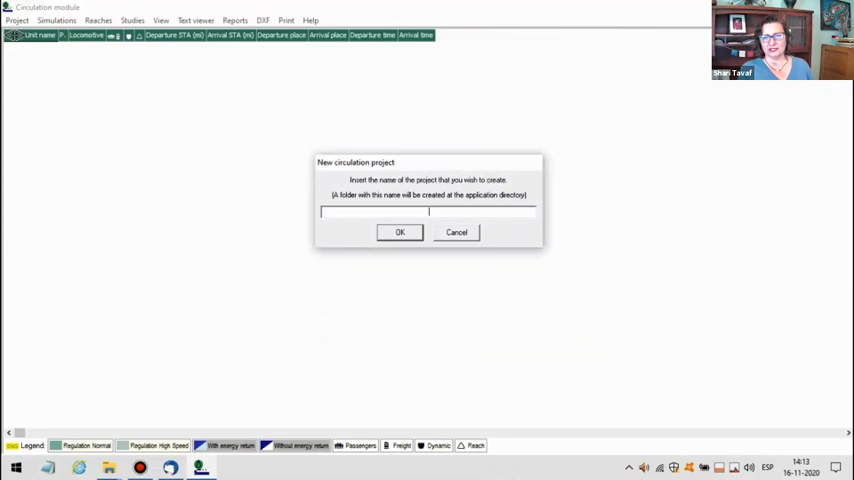 Circulation module
Project Simulations Reaches Studies View Text viewer Reports DXF Print Help
Unit name P. Locomotive Departure STA (mi) Arrival STA (mi) Departure place Arrival place Departure time Arrival time
Shari Tavaf
New circulation project
Insert the name of the project that you wish to create.
(A folder with this name will be created at the application directory)
OK Cancel
Legend: Regulation Normal Regulation High Speed With energy return Without energy return Passengers Freight Dynamic Reach
ESP
14:13
16-11-2020